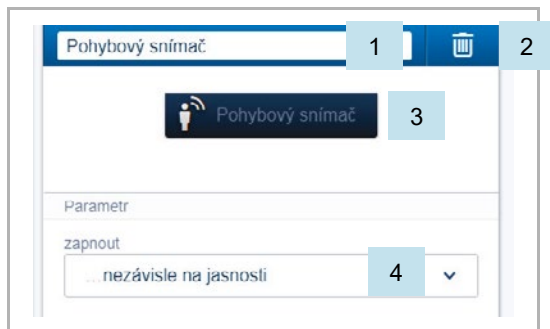 Pohybový snímač 1 2
Pohybový snímač 3
Parametr
zapnout
...nezávisle na jasnosti 4